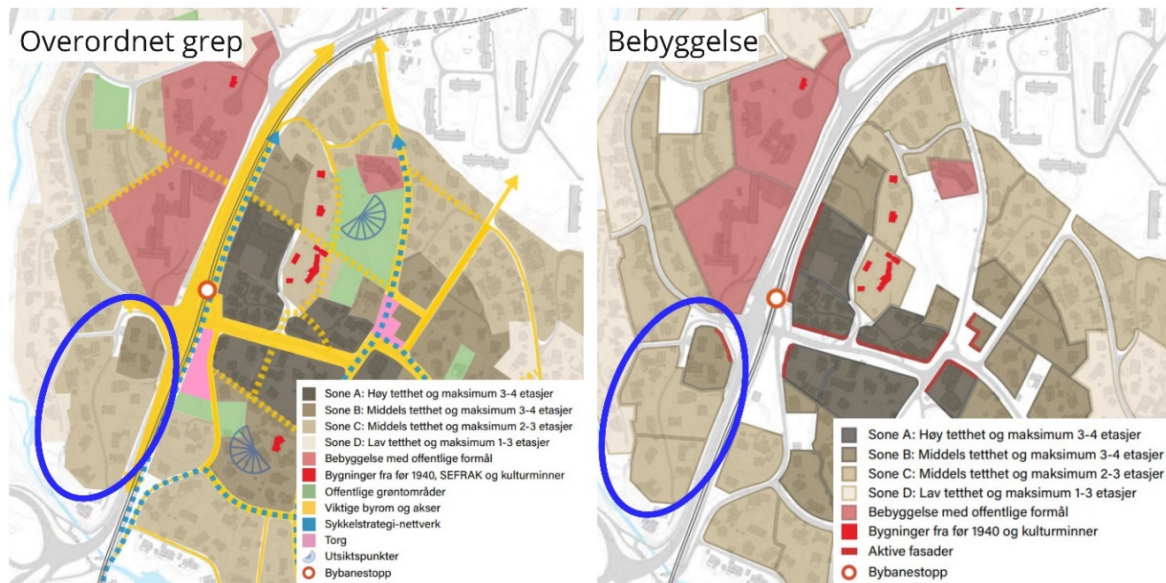 Overordnet grep
Sone A: Høy tetthet og maksimum 3-4 etasjer
Sone B: Middels tetthet og maksimum 3-4 etasjer
Sone C: Middels tetthet og maksimum 2-3 etasjer
Sone D: Lav tetthet og maksimum 1-3 etasjer
Bebyggelse med offentlige formål
Bygninger fra før 1940, SEFRAK og kulturminner
Offentlige grøntområder
Viktige byrom og akser
Sykkelstrategi-nettverk
Torg
Utsiktspunkter
Bybanestopp
Bebyggelse
Sone A: Høy tetthet og maksimum 3-4 etasjer
Sone B: Middels tetthet og maksimum 3-4 etasjer
Sone C: Middels tetthet og maksimum 2-3 etasjer
Sone D: Lav tetthet og maksimum 1-3 etasjer
Bebyggelse med offentlige formål
Bygninger fra før 1940 og kulturminner
Aktive fasader
Bybanestopp